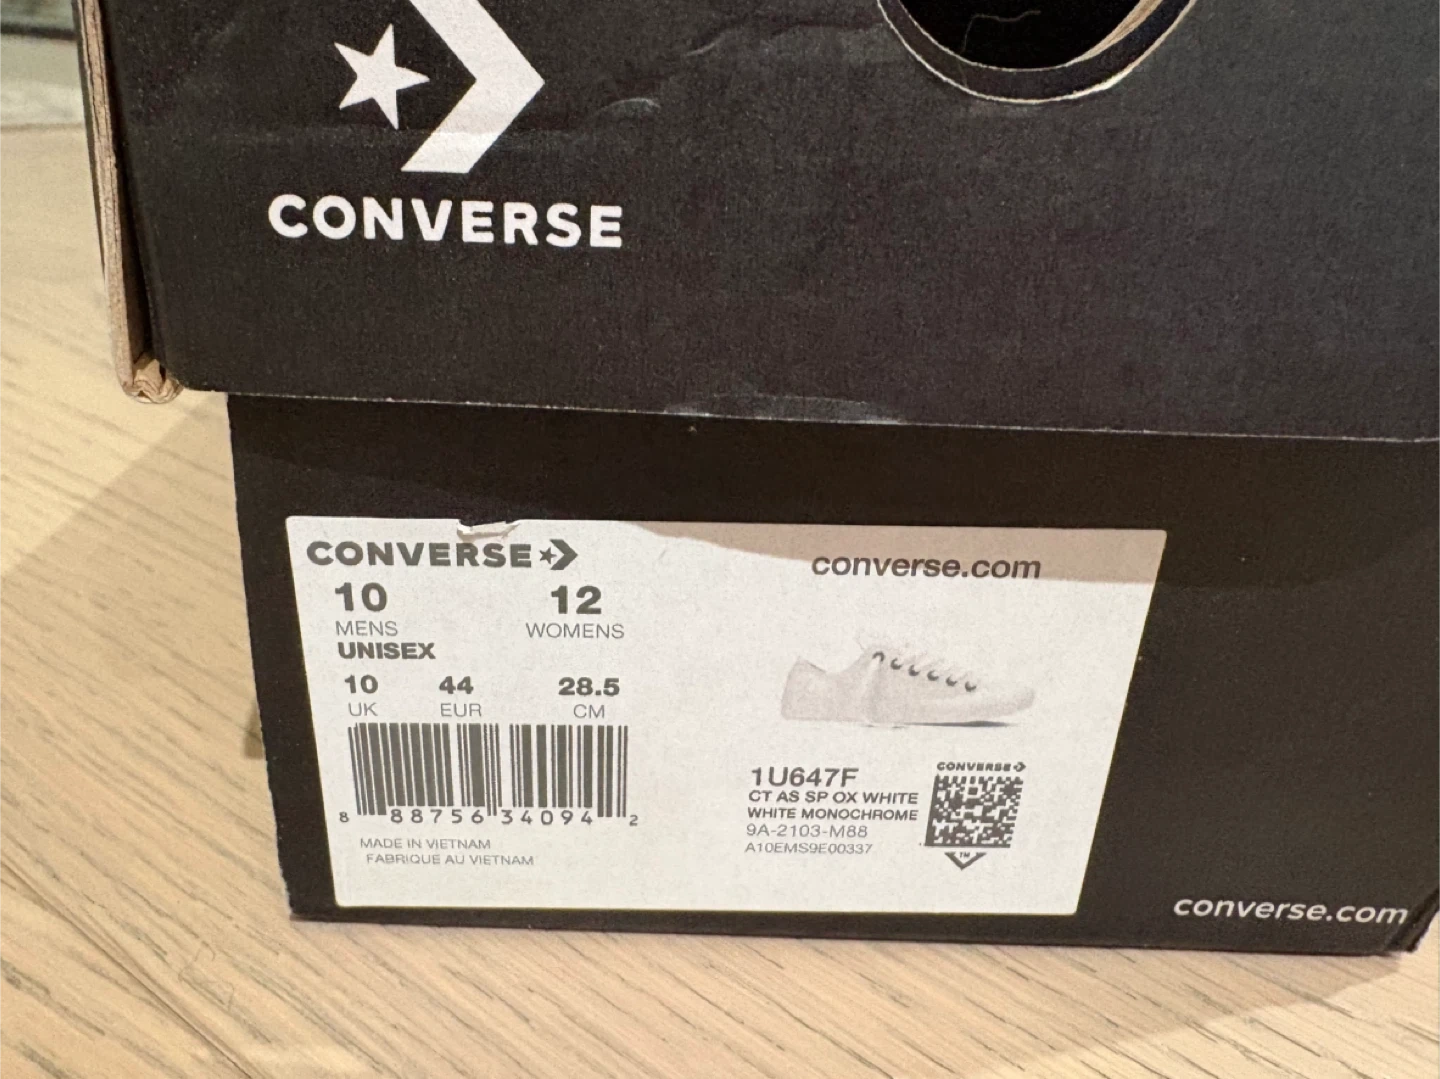 CONVERSE
CONVERSE
converse.com
10 12
MENS WOMENS
UNISEX
10 44 28.5
UK EUR CM
8 88756 34094 2
MADE IN VIETNAM
FABRIQUE AU VIETNAM
1U647F
CT AS SP OX WHITE
WHITE MONOCHROME
9A-2103-M88
A10EMS9E00337
CONVERSE
TM
converse.com